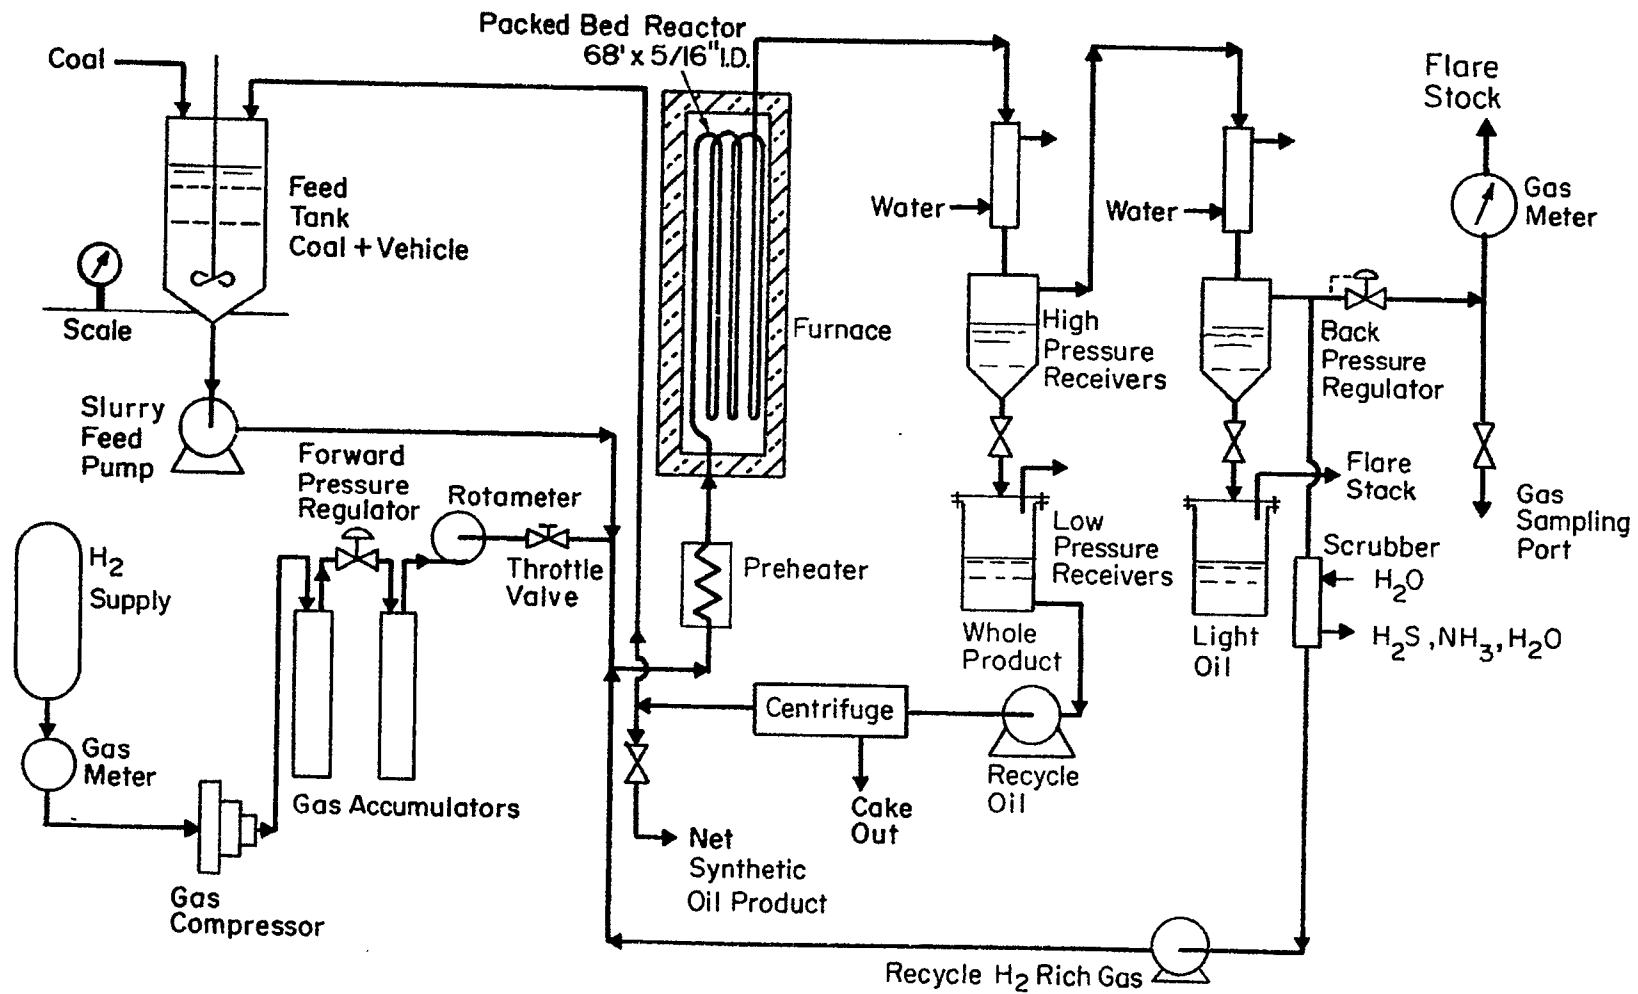 Packed Bed Reactor
68' x 5/16" I.D.
Coal
Flare
Stock
Feed
Tank
Coal + Vehicle
Scale
Water
Water
Gas
Meter
Furnace
High
Pressure
Receivers
Back
Pressure
Regulator
Slurry
Feed
Pump
Forward
Pressure
Regulator
Rotameter
Throttle
Valve
H2
Supply
Preheater
Low
Pressure
Receivers
Flare
Stack
Gas
Sampling
Port
Scrubber
H2O
H2S, NH3, H2O
Whole
Product
Light
Oil
Gas
Meter
Gas Accumulators
Centrifuge
Recycle
Oil
Cake
Out
Net
Synthetic
Oil Product
Gas
Compressor
Recycle H2 Rich Gas